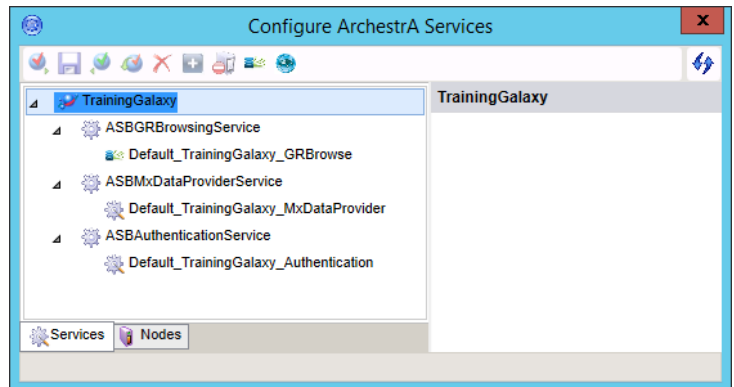 Configure ArchestrA Services
x
TrainingGalaxy
TrainingGalaxy
ASBGRBrowsingService
Default_TrainingGalaxy_GRBrowse
ASBMxDataProviderService
Default_TrainingGalaxy_MxDataProvider
ASBAuthenticationService
Default_TrainingGalaxy_Authentication
Services Nodes